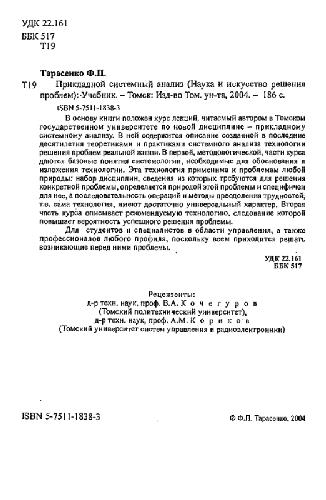 УДК 22.161
ББК 517
Т19
Тарасенко Ф.П.
Т19 Прикладной системный анализ (Наука и искусство решения
проблем): Учебник. – Томск: Изд-во Том. ун-та, 2004. – 186 с.
ISBN 5-7511-1838-3
В основу книги положен курс лекций, читаемый автором в Томском
государственном университете по новой дисциплине – прикладному
системному анализу. В ней содержится описание созданной в последние
десятилетия теоретиками и практиками системного анализа технологии
решения проблем реальной жизни. В первой, методологической, части курса
даются базовые понятия системологии, необходимые для обоснования и
изложения технологии. Эта технология применима к проблемам любой
природы: набор дисциплин, сведения из которых требуются для решения
конкретной проблемы, определяется природой этой проблемы и специфичен
для нее, а последовательность операций и методы преодоления трудностей,
т.е. сама технология, имеют достаточно универсальный характер. Вторая
часть курса описывает рекомендуемую технологию, следование которой
повышает вероятность успешного решения проблемы.
Для студентов и специалистов в области управления, а также
профессионалов любого профиля, поскольку всем приходится решать
возникающие перед ними проблемы.
УДК 22.161
ББК 517
Рецензенты:
д-р техн. наук, проф. В.А. Кочегуров
(Томский политехнический университет),
д-р техн. наук, проф. А.М. Кориков
(Томский университет систем управления и радиоэлектроники)
ISBN 5-7511-1838-3 © Ф.П. Тарасенко, 2004